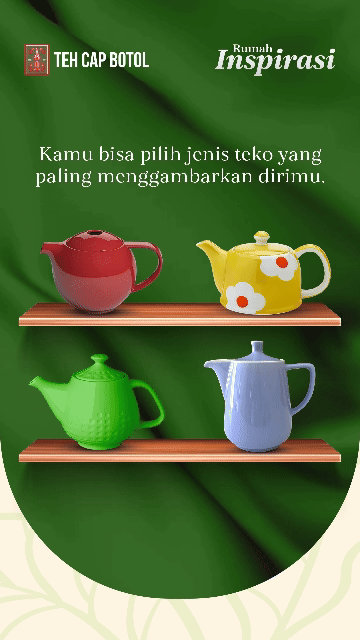 TEH CAP BOTOL
Rumah
Inspirasi
Kamu bisa pilih jenis teko yang
paling menggambarkan dirimu.